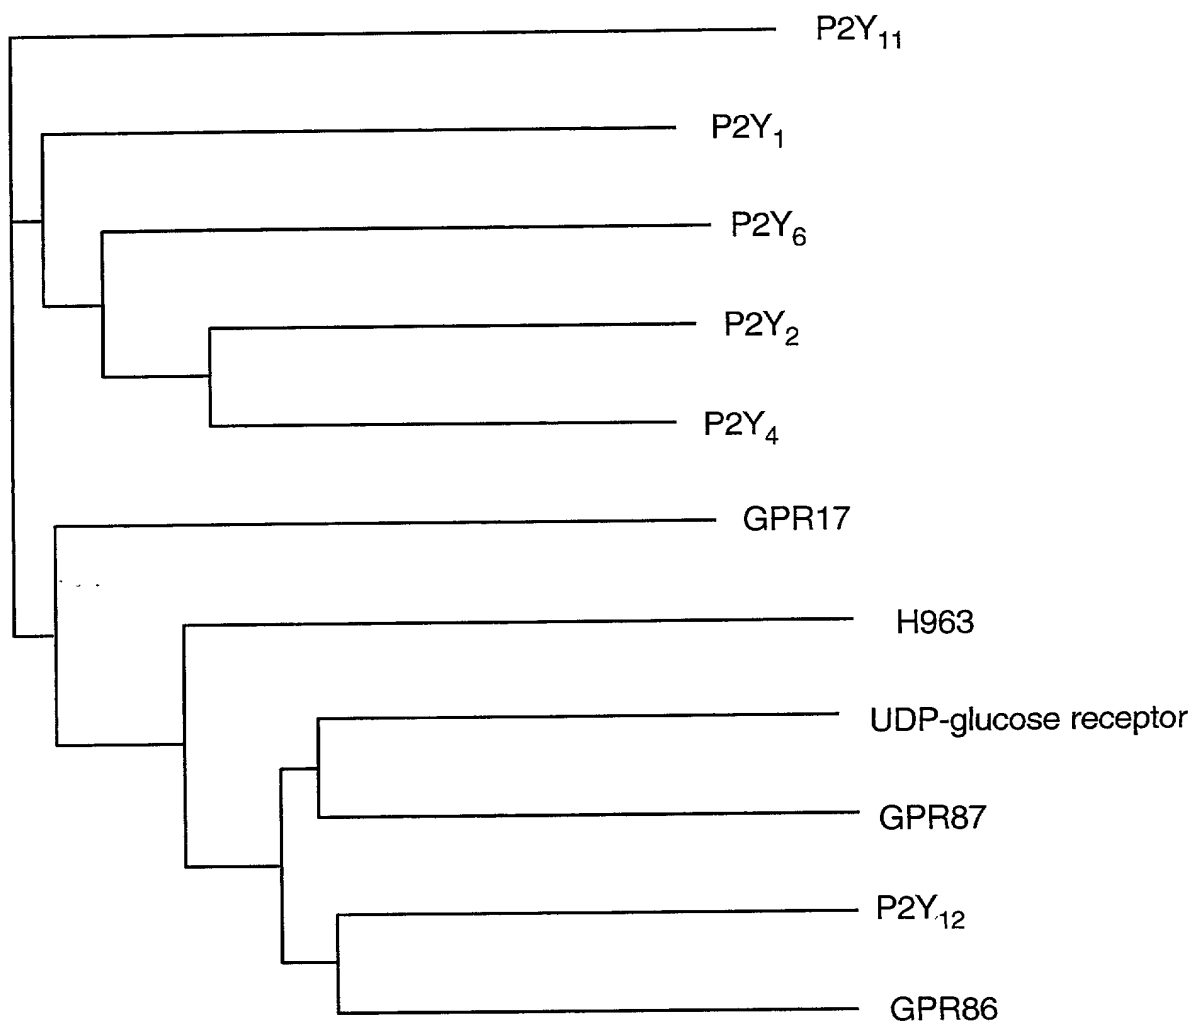 P2Y₁₁
P2Y₁
P2Y₆
P2Y₂
P2Y₄
GPR17
H963
UDP-glucose receptor
GPR87
P2Y₁₂
GPR86